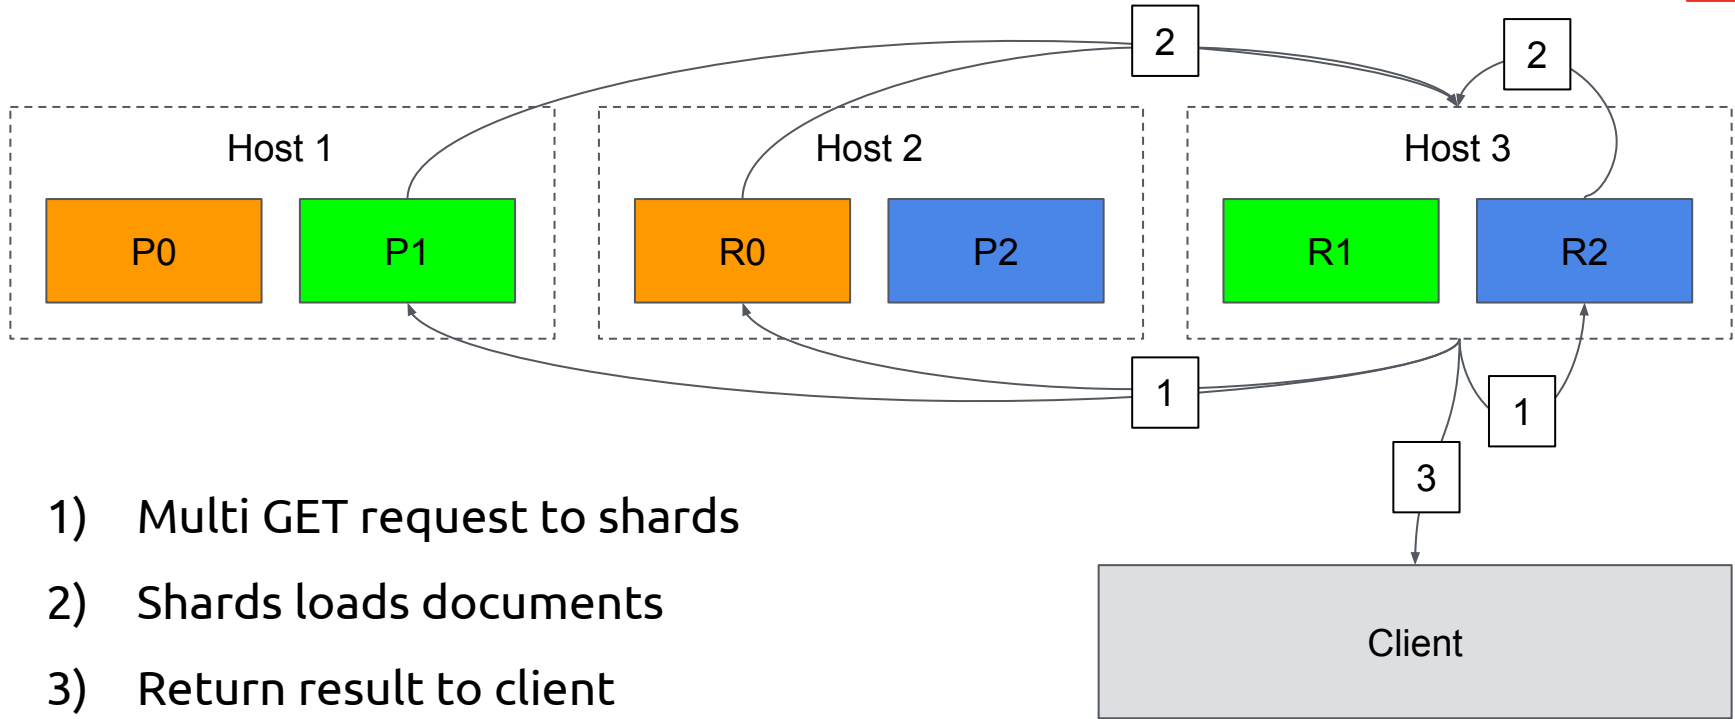 2
2
Host 1
Host 2
Host 3
P0
P1
R0
P2
R1
R2
1
1
3
1) Multi GET request to shards
2) Shards loads documents
3) Return result to client
Client